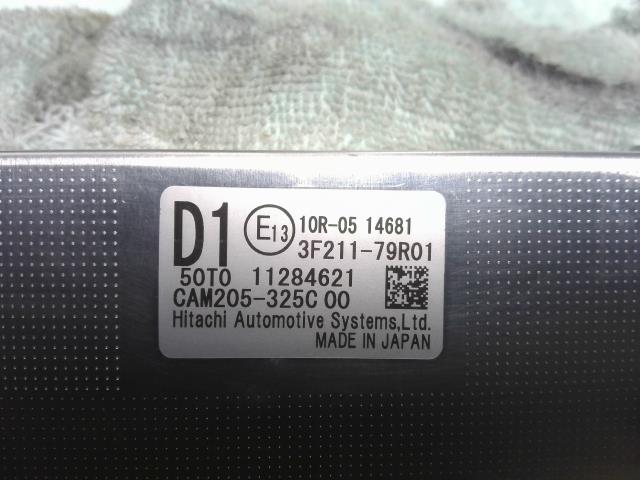 D1 E13 10R-05 14681
3F211-79R01
50T0 11284621
CAM205-325C 00
Hitachi Automotive Systems,Ltd.
MADE IN JAPAN